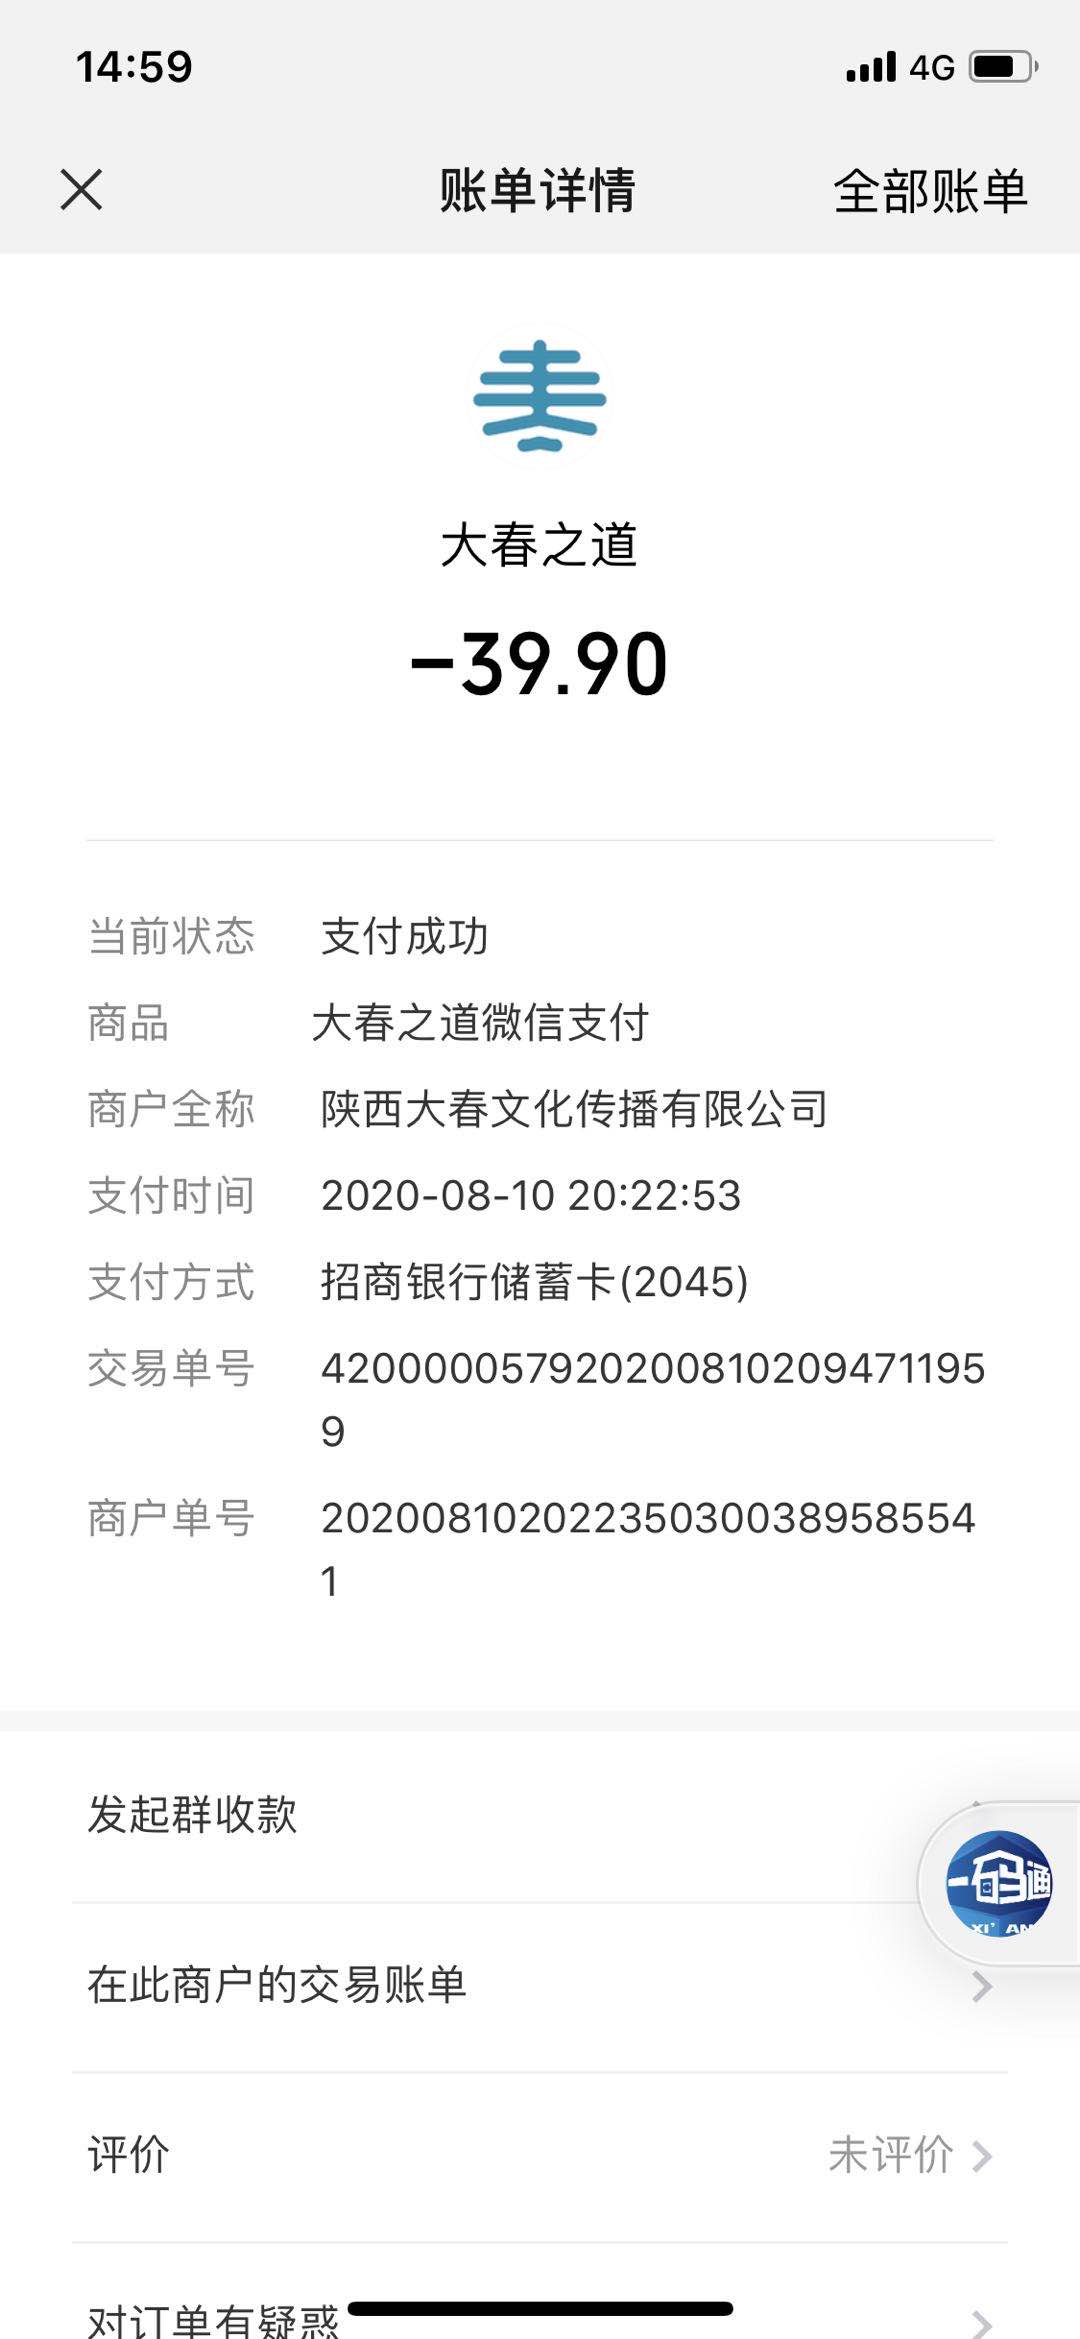 14:59
4G
账单详情
全部账单
大春之道
-39.90
当前状态 支付成功
商品 大春之道微信支付
商户全称 陕西大春文化传播有限公司
支付时间 2020-08-10 20:22:53
支付方式 招商银行储蓄卡(2045)
交易单号 420000057920200810209471195
9
商户单号 202008102022350300389585554
1
发起群收款
一码通
XI'AN
在此商户的交易账单
评价 未评价
对订单有疑惑